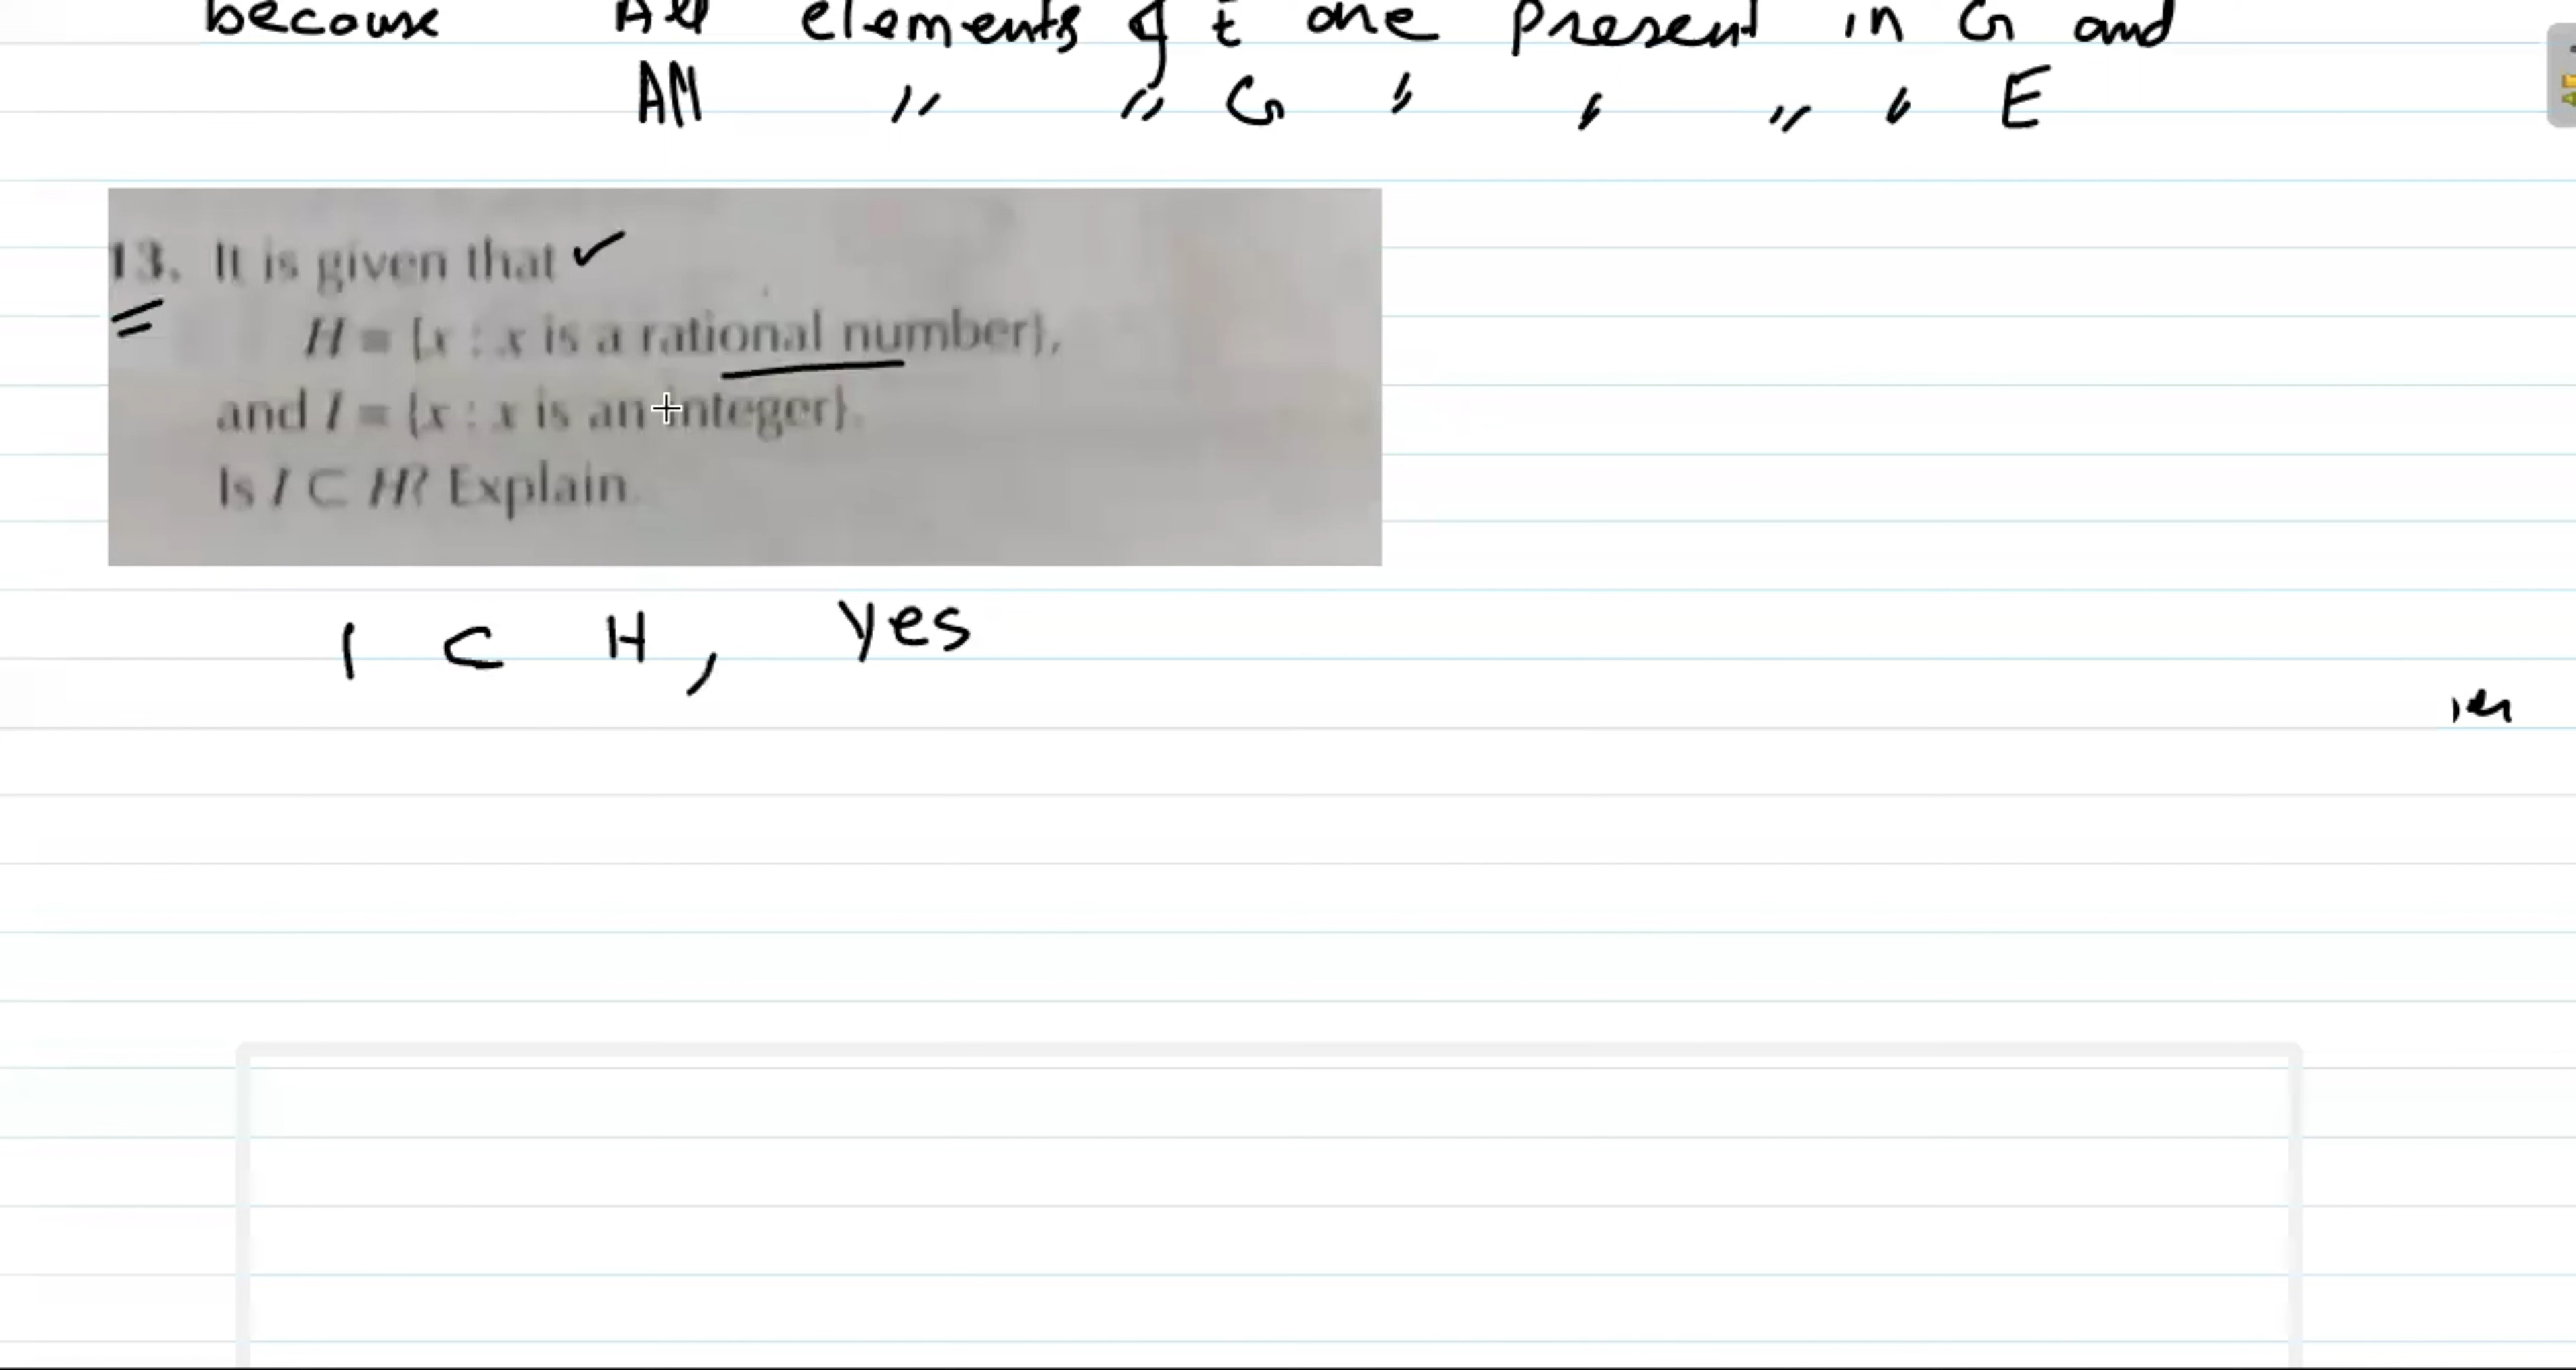 because All elements of E are present in G and
All " " G " " " " E
13. It is given that ✓
H = {x : x is a rational number},
and I = {x : x is an integer}.
Is I ⊂ H? Explain.
I ⊂ H, yes